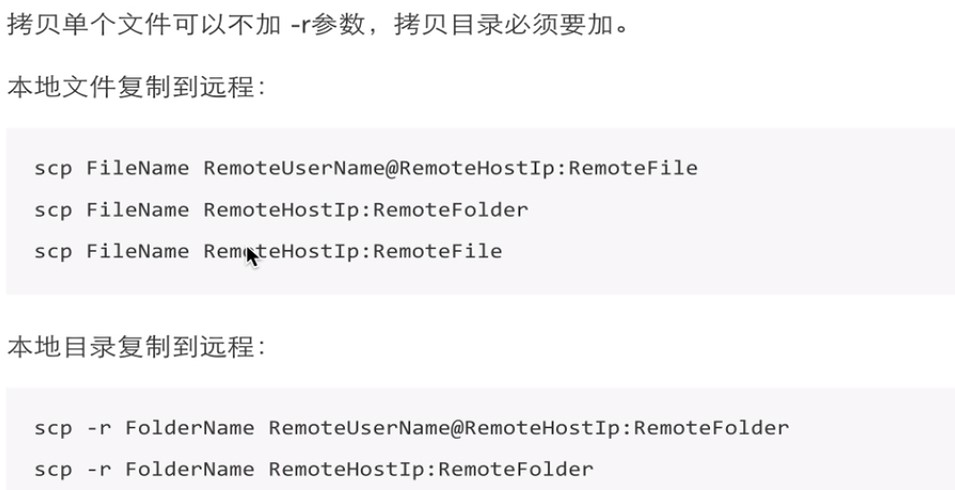 拷贝单个文件可以不加 -r参数，拷贝目录必须要加。
本地文件复制到远程：
scp FileName RemoteUserName@RemoteHostIp:RemoteFile
scp FileName RemoteHostIp:RemoteFolder
scp FileName RemoteHostIp:RemoteFile
本地目录复制到远程：
scp -r FolderName RemoteUserName@RemoteHostIp:RemoteFolder
scp -r FolderName RemoteHostIp:RemoteFolder